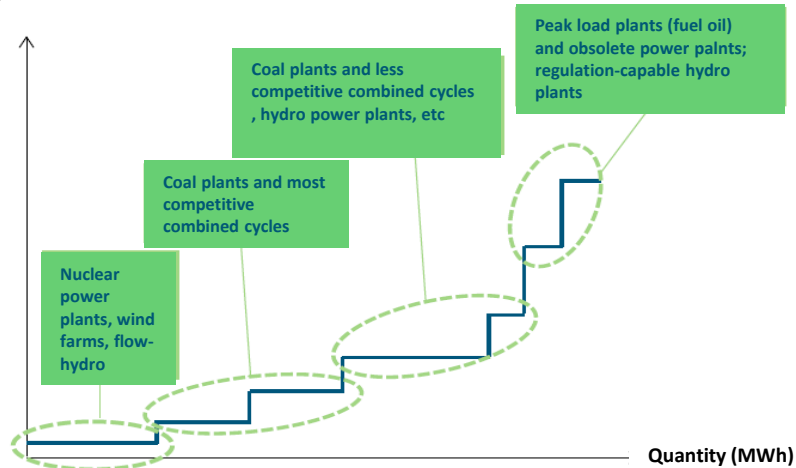 Peak load plants (fuel oil)
and obsolete power palnts;
regulation-capable hydro
plants
Coal plants and less
competitive combined cycles
, hydro power plants, etc
Coal plants and most
competitive
combined cycles
Nuclear
power
plants, wind
farms, flow-
hydro
Quantity (MWh)